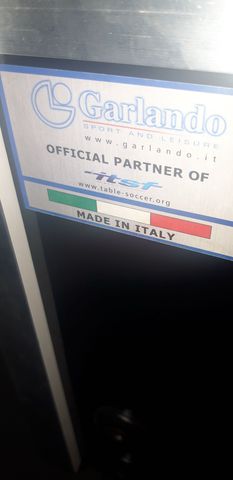 Garlando
SPORT AND LEISURE
www.garlando.it
OFFICIAL PARTNER OF
itsf
www.table-soccer.org
MADE IN ITALY